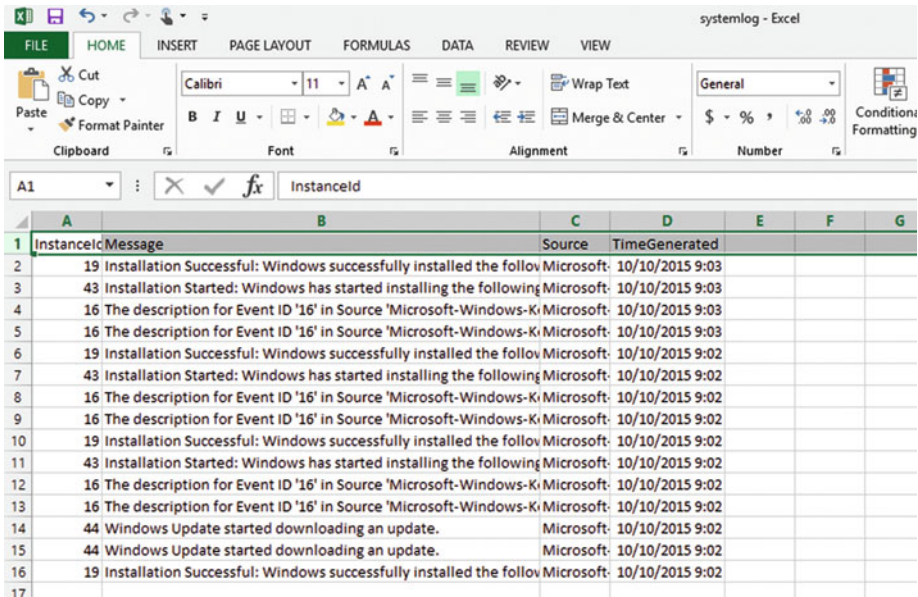 systemlog - Excel
FILE HOME INSERT PAGE LAYOUT FORMULAS DATA REVIEW VIEW
Cut
Copy
Paste
Format Painter
Clipboard
Calibri 11 A A
B I U A
Font
Wrap Text
Merge & Center
Alignment
General
$ % , .00 .0
Number
Conditiona
Formatting
A1 fx InstanceId
A B C D E F G
1 InstanceId Message Source TimeGenerated
2 19 Installation Successful: Windows successfully installed the follov Microsoft- 10/10/2015 9:03
3 43 Installation Started: Windows has started installing the following Microsoft- 10/10/2015 9:03
4 16 The description for Event ID '16' in Source 'Microsoft-Windows-K Microsoft- 10/10/2015 9:03
5 16 The description for Event ID '16' in Source 'Microsoft-Windows-K Microsoft- 10/10/2015 9:03
6 19 Installation Successful: Windows successfully installed the follov Microsoft- 10/10/2015 9:02
7 43 Installation Started: Windows has started installing the following Microsoft- 10/10/2015 9:02
8 16 The description for Event ID '16' in Source 'Microsoft-Windows-K Microsoft- 10/10/2015 9:02
9 16 The description for Event ID '16' in Source 'Microsoft-Windows-K Microsoft- 10/10/2015 9:02
10 19 Installation Successful: Windows successfully installed the follov Microsoft- 10/10/2015 9:02
11 43 Installation Started: Windows has started installing the following Microsoft- 10/10/2015 9:02
12 16 The description for Event ID '16' in Source 'Microsoft-Windows-K Microsoft- 10/10/2015 9:02
13 16 The description for Event ID '16' in Source 'Microsoft-Windows-K Microsoft- 10/10/2015 9:02
14 44 Windows Update started downloading an update. Microsoft- 10/10/2015 9:02
15 44 Windows Update started downloading an update. Microsoft- 10/10/2015 9:02
16 19 Installation Successful: Windows successfully installed the follov Microsoft- 10/10/2015 9:02
17